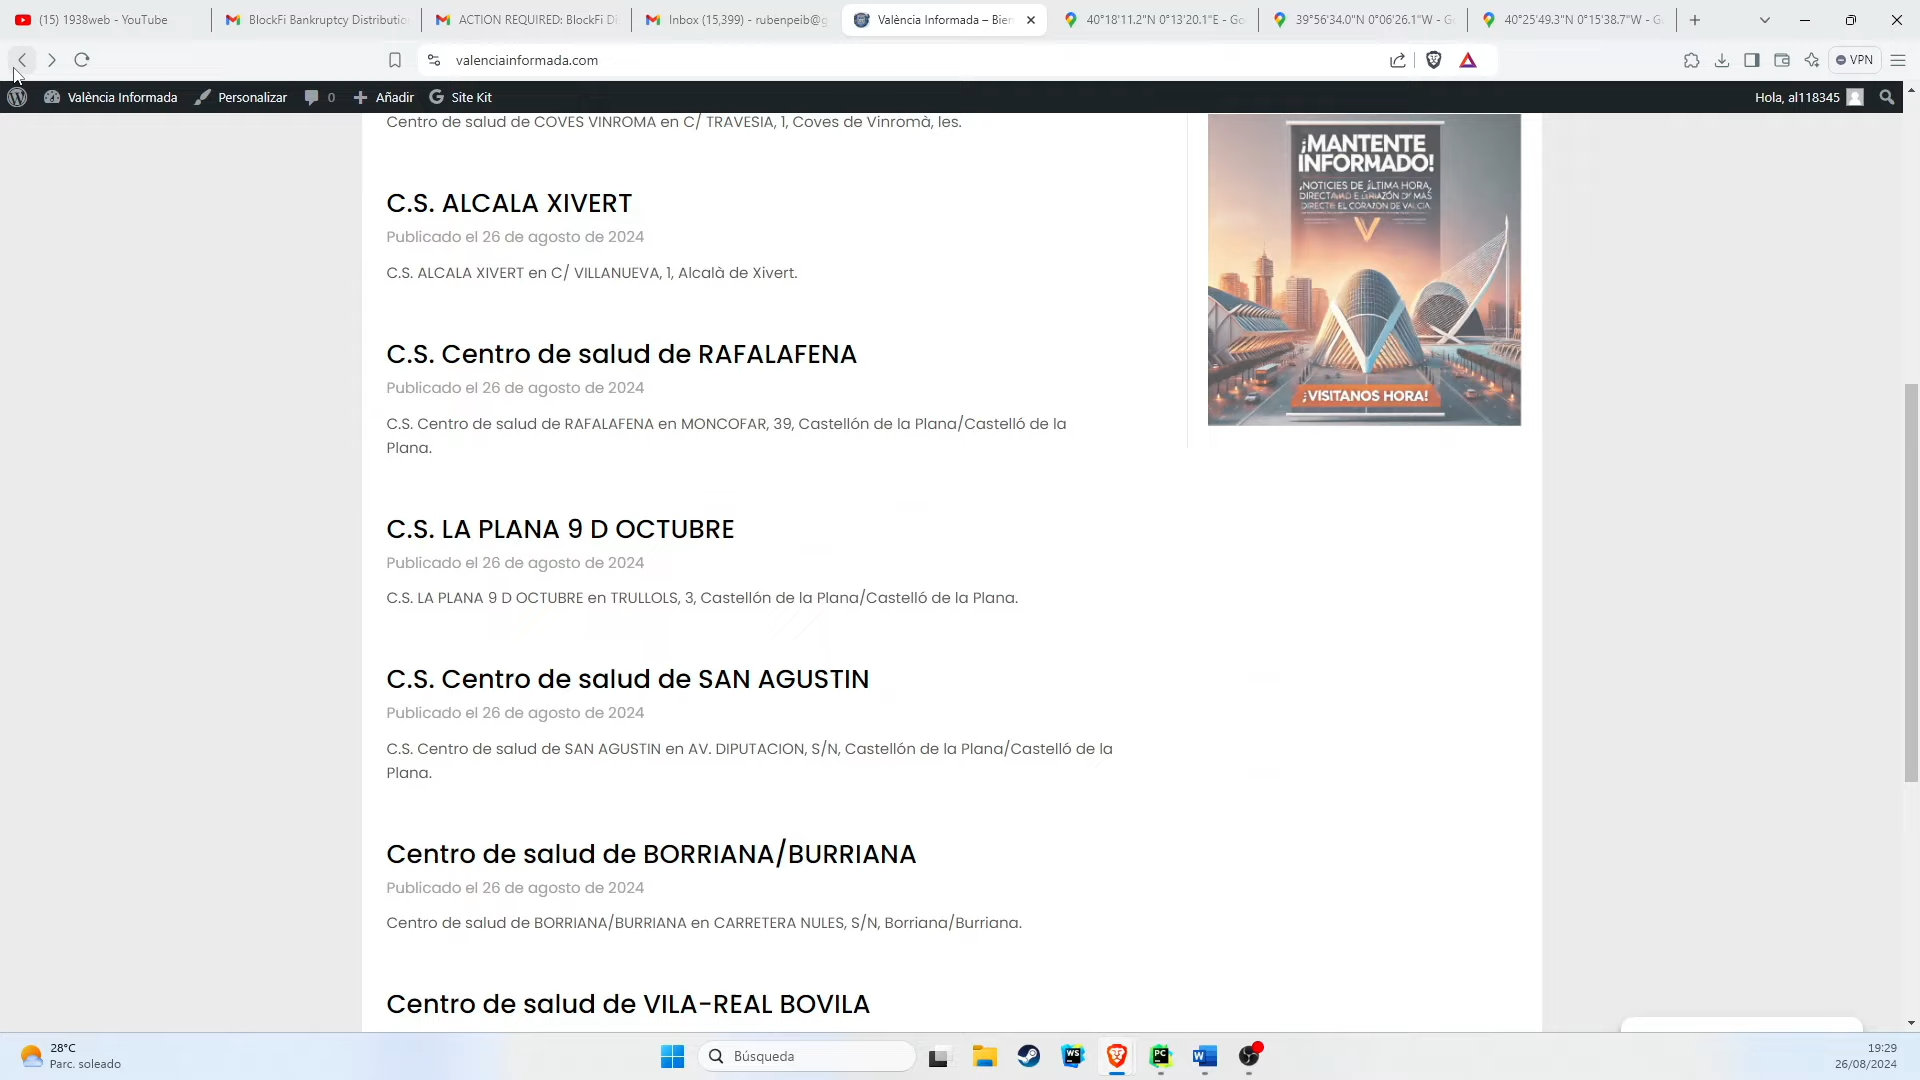 (15) 1938web - YouTube
BlockFi Bankruptcy Distributio
ACTION REQUIRED: BlockFi Di
Inbox (15,399) - rubenpeib@g
València Informada – Bien
40°18'11.2"N 0°13'20.1"E - Go
39°56'34.0"N 0°06'26.1"W - G
40°25'49.3"N 0°15'38.7"W - G
valenciainformada.com
VPN
València Informada
Personalizar
0
Añadir
Site Kit
Hola, al118345
Centro de salud de COVES VINROMA en C/ TRAVESIA, 1, Coves de Vinromà, les.
C.S. ALCALA XIVERT
Publicado el 26 de agosto de 2024
C.S. ALCALA XIVERT en C/ VILLANUEVA, 1, Alcalà de Xivert.
C.S. Centro de salud de RAFALAFENA
Publicado el 26 de agosto de 2024
C.S. Centro de salud de RAFALAFENA en MONCOFAR, 39, Castellón de la Plana/Castelló de la
Plana.
C.S. LA PLANA 9 D OCTUBRE
Publicado el 26 de agosto de 2024
C.S. LA PLANA 9 D OCTUBRE en TRULLOLS, 3, Castellón de la Plana/Castelló de la Plana.
C.S. Centro de salud de SAN AGUSTIN
Publicado el 26 de agosto de 2024
C.S. Centro de salud de SAN AGUSTIN en AV. DIPUTACION, S/N, Castellón de la Plana/Castelló de la
Plana.
Centro de salud de BORRIANA/BURRIANA
Publicado el 26 de agosto de 2024
Centro de salud de BORRIANA/BURRIANA en CARRETERA NULES, S/N, Borriana/Burriana.
Centro de salud de VILA-REAL BOVILA
¡MANTENTE
INFORMADO!
¡NOTICIES DE ÚLTIMA HORA,
DIRECTE EL CORAZÓN DE
¡VISITANOS HORA!
28°C
Parc. soleado
Búsqueda
19:29
26/08/2024